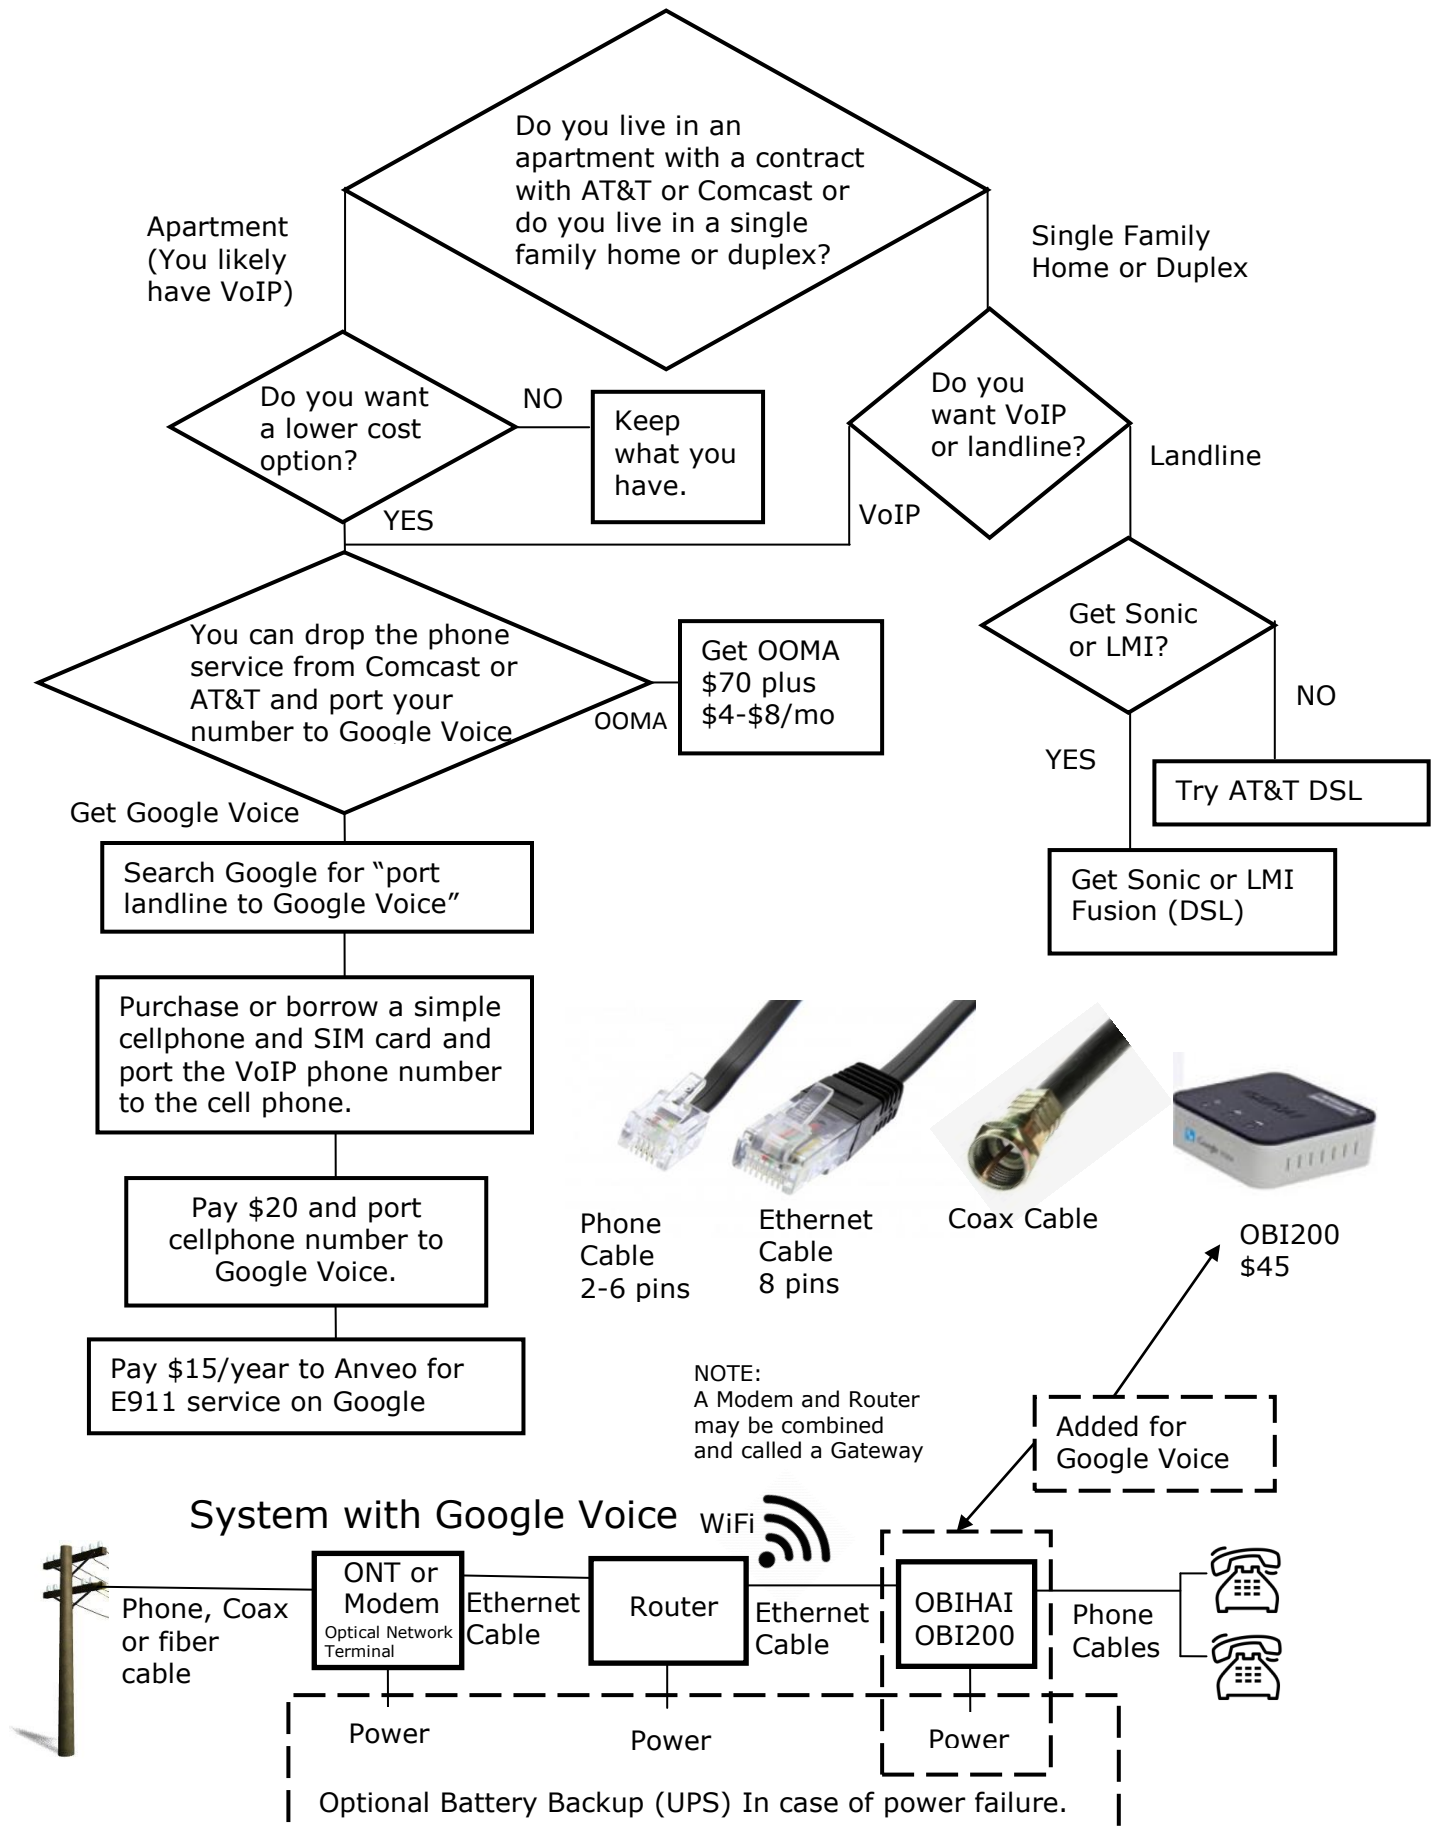 Do you live in an
apartment with a contract
with AT&T or Comcast or
do you live in a single
family home or duplex?
Apartment
(You likely
have VoIP)
Single Family
Home or Duplex
Do you want
a lower cost
option?
NO
Keep
what you
have.
Do you
want VoIP
or landline?
Landline
YES
VoIP
You can drop the phone
service from Comcast or
AT&T and port your
number to Google Voice
OOMA
Get OOMA
$70 plus
$4-$8/mo
Get Sonic
or LMI?
NO
YES
Try AT&T DSL
Get Sonic or LMI
Fusion (DSL)
Get Google Voice
Search Google for “port
landline to Google Voice”
Purchase or borrow a simple
cellphone and SIM card and
port the VoIP phone number
to the cell phone.
Pay $20 and port
cellphone number to
Google Voice.
Pay $15/year to Anveo for
E911 service on Google
Phone
Cable
2-6 pins
Ethernet
Cable
8 pins
Coax Cable
OBI200
$45
NOTE:
A Modem and Router
may be combined
and called a Gateway
Added for
Google Voice
System with Google Voice
WiFi
Phone, Coax
or fiber
cable
ONT or
Modem
Optical Network
Terminal
Ethernet
Cable
Router
Ethernet
Cable
OBIHAI
OBI200
Phone
Cables
Power
Power
Power
Optional Battery Backup (UPS) In case of power failure.